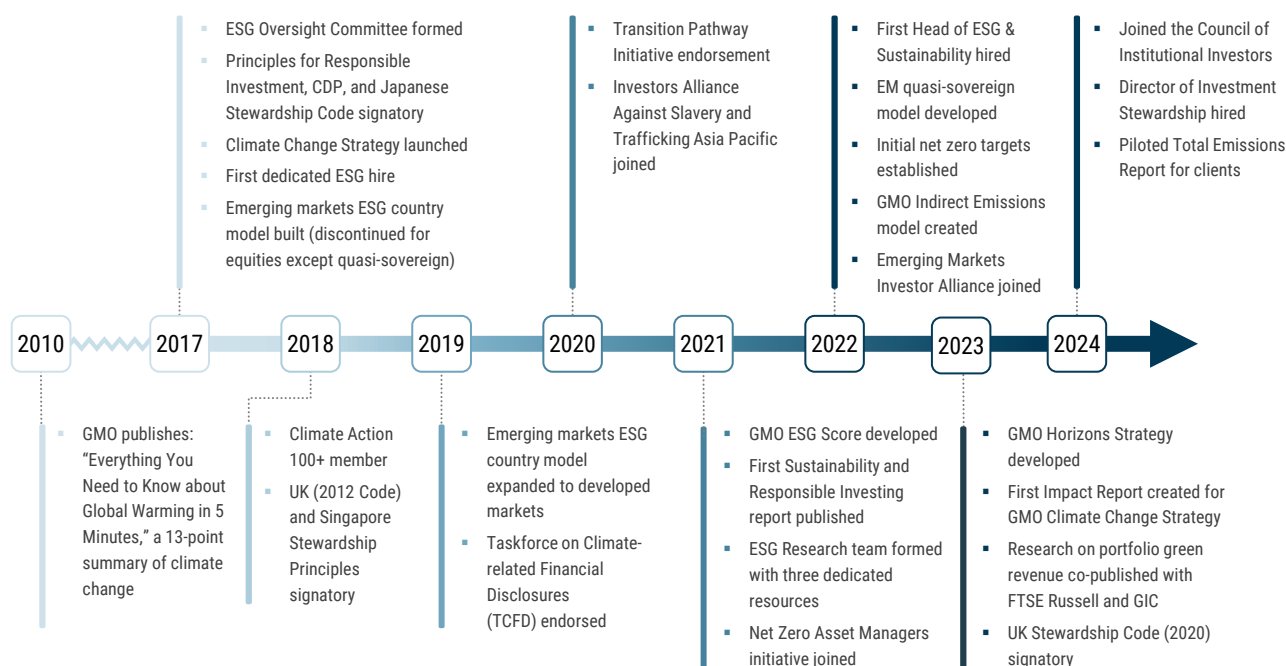 ESG Oversight Committee formed
Principles for Responsible
Investment, CDP, and Japanese
Stewardship Code signatory
Climate Change Strategy launched
First dedicated ESG hire
Emerging markets ESG country
model built (discontinued for
equities except quasi-sovereign)
Transition Pathway
Initiative endorsement
Investors Alliance
Against Slavery and
Trafficking Asia Pacific
joined
First Head of ESG &
Sustainability hired
EM quasi-sovereign
model developed
Initial net zero targets
established
GMO Indirect Emissions
model created
Emerging Markets
Investor Alliance joined
Joined the Council of
Institutional Investors
Director of Investment
Stewardship hired
Piloted Total Emissions
Report for clients
2010
2017
2018
2019
2020
2021
2022
2023
2024
GMO publishes:
“Everything You
Need to Know about
Global Warming in 5
Minutes,” a 13-point
summary of climate
change
Climate Action
100+ member
UK (2012 Code)
and Singapore
Stewardship
Principles
signatory
Emerging markets ESG
country model
expanded to developed
markets
Taskforce on Climate-
related Financial
Disclosures
(TCFD) endorsed
GMO ESG Score developed
First Sustainability and
Responsible Investing
report published
ESG Research team formed
with three dedicated
resources
Net Zero Asset Managers
initiative joined
GMO Horizons Strategy
developed
First Impact Report created for
GMO Climate Change Strategy
Research on portfolio green
revenue co-published with
FTSE Russell and GIC
UK Stewardship Code (2020)
signatory